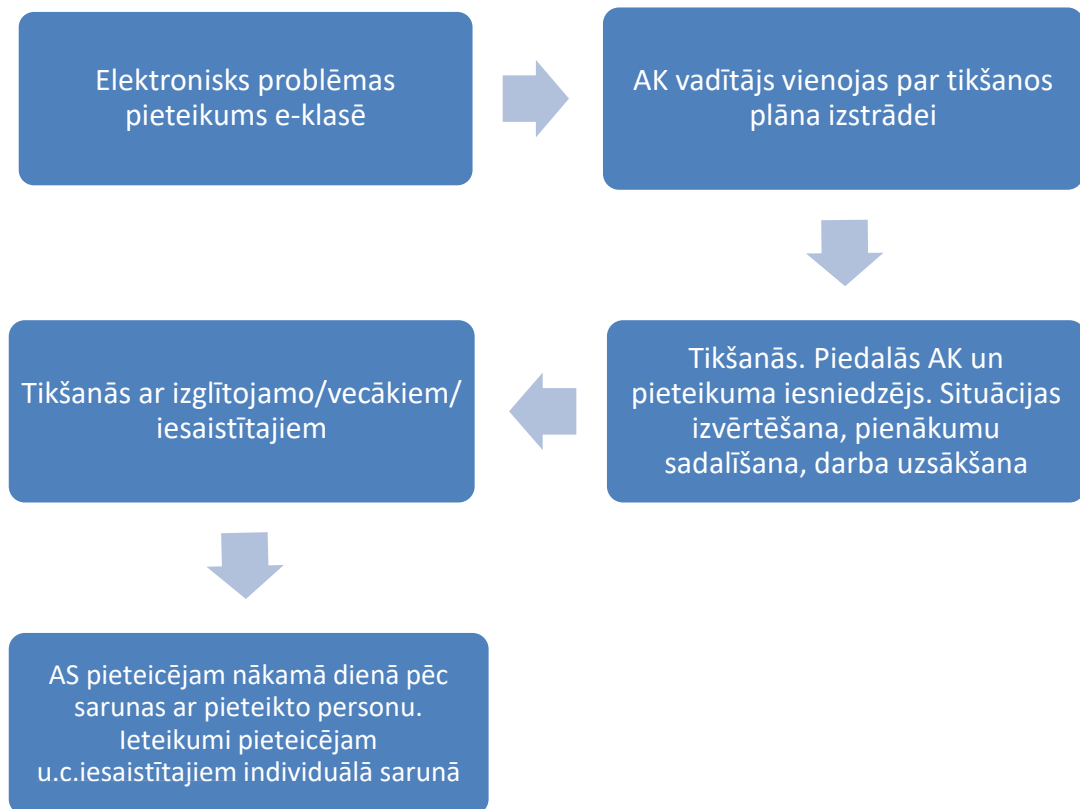 Elektronisks problēmas
pieteikums e-klasē
AK vadītājs vienojas par tikšanos
plāna izstrādei
Tikšanās. Piedalās AK un
pieteikuma iesniedzējs. Situācijas
izvērtēšana, pienākumu
sadalīšana, darba uzsākšana
Tikšanās ar izglītojamo/vecākiem/
iesaistītajiem
AS pieteicējam nākamā dienā pēc
sarunas ar pieteikto personu.
Ieteikumi pieteicējam
u.c.iesaistītajiem individuālā sarunā